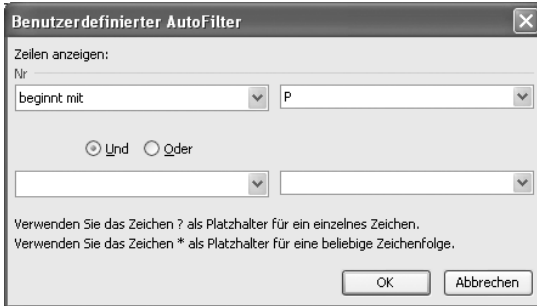 Benutzerdefinierter AutoFilter
Zeilen anzeigen:
Nr
beginnt mit P
Und Oder
Verwenden Sie das Zeichen ? als Platzhalter für ein einzelnes Zeichen.
Verwenden Sie das Zeichen * als Platzhalter für eine beliebige Zeichenfolge.
OK Abbrechen